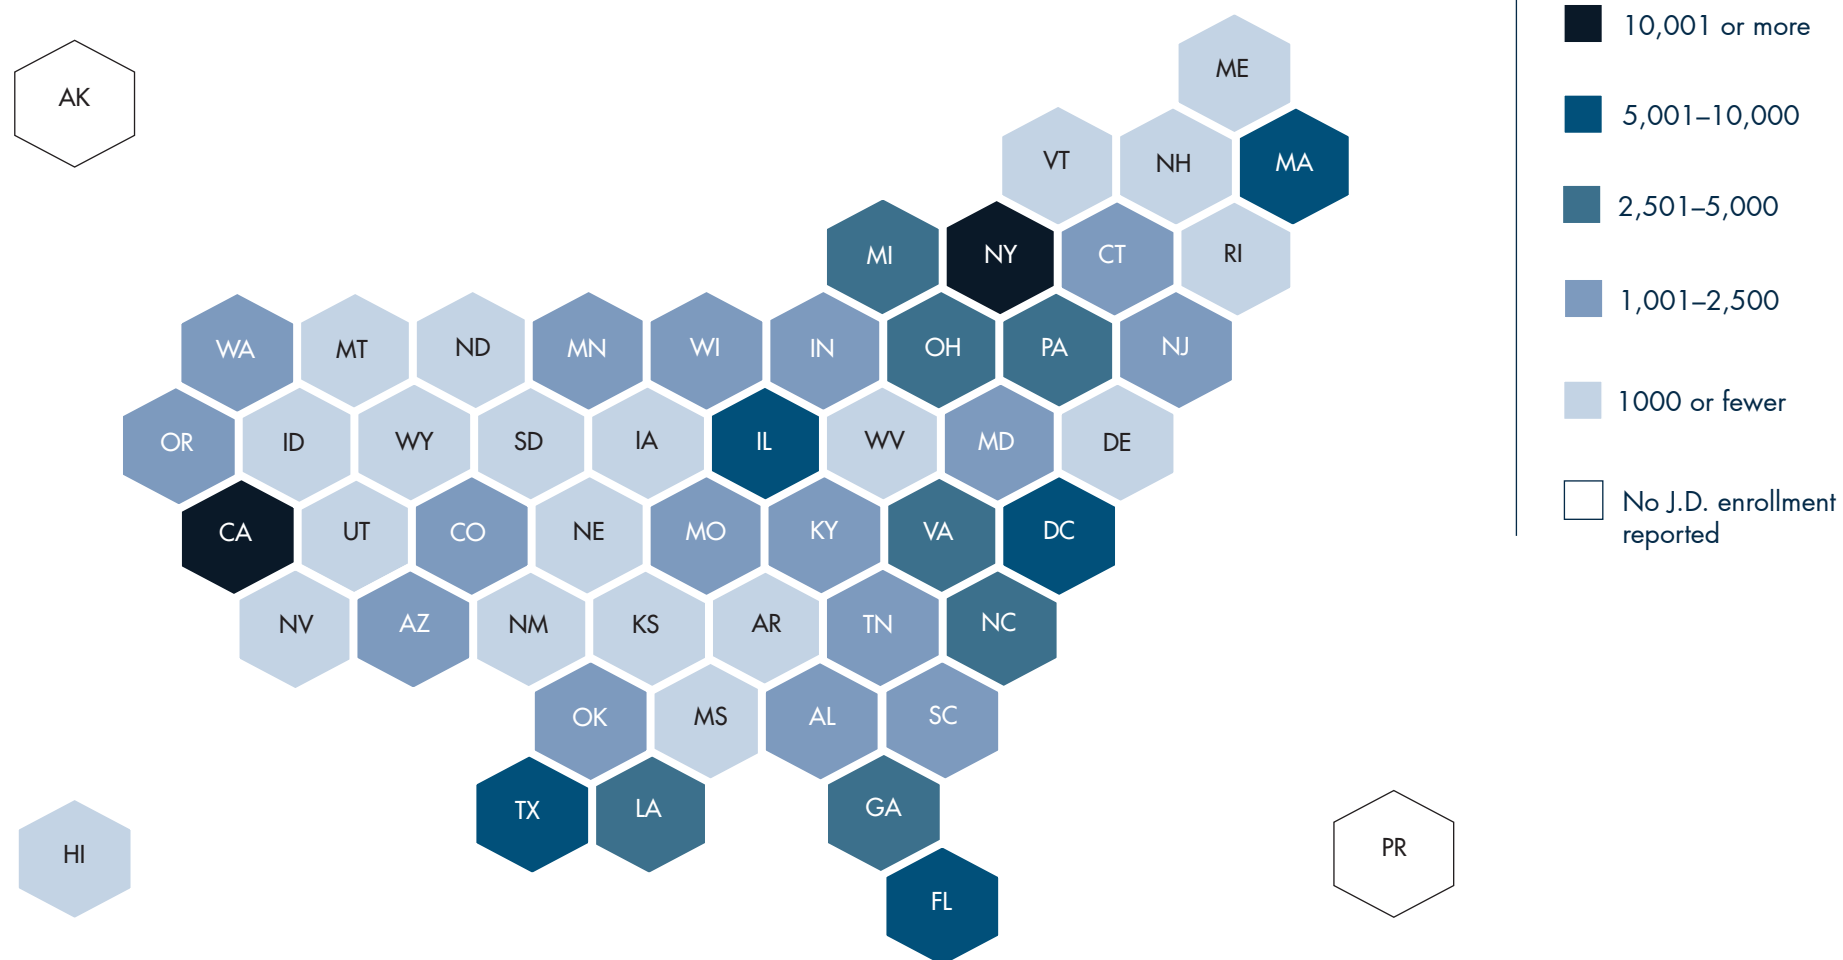 AK
ME
VT
NH
MA
MI
NY
CT
RI
WA
MT
ND
MN
WI
IN
OH
PA
NJ
OR
ID
WY
SD
IA
IL
WV
MD
DE
CA
UT
CO
NE
MO
KY
VA
DC
NV
AZ
NM
KS
AR
TN
NC
OK
MS
AL
SC
TX
LA
GA
HI
PR
FL
10,001 or more
5,001–10,000
2,501–5,000
1,001–2,500
1000 or fewer
No J.D. enrollment
reported